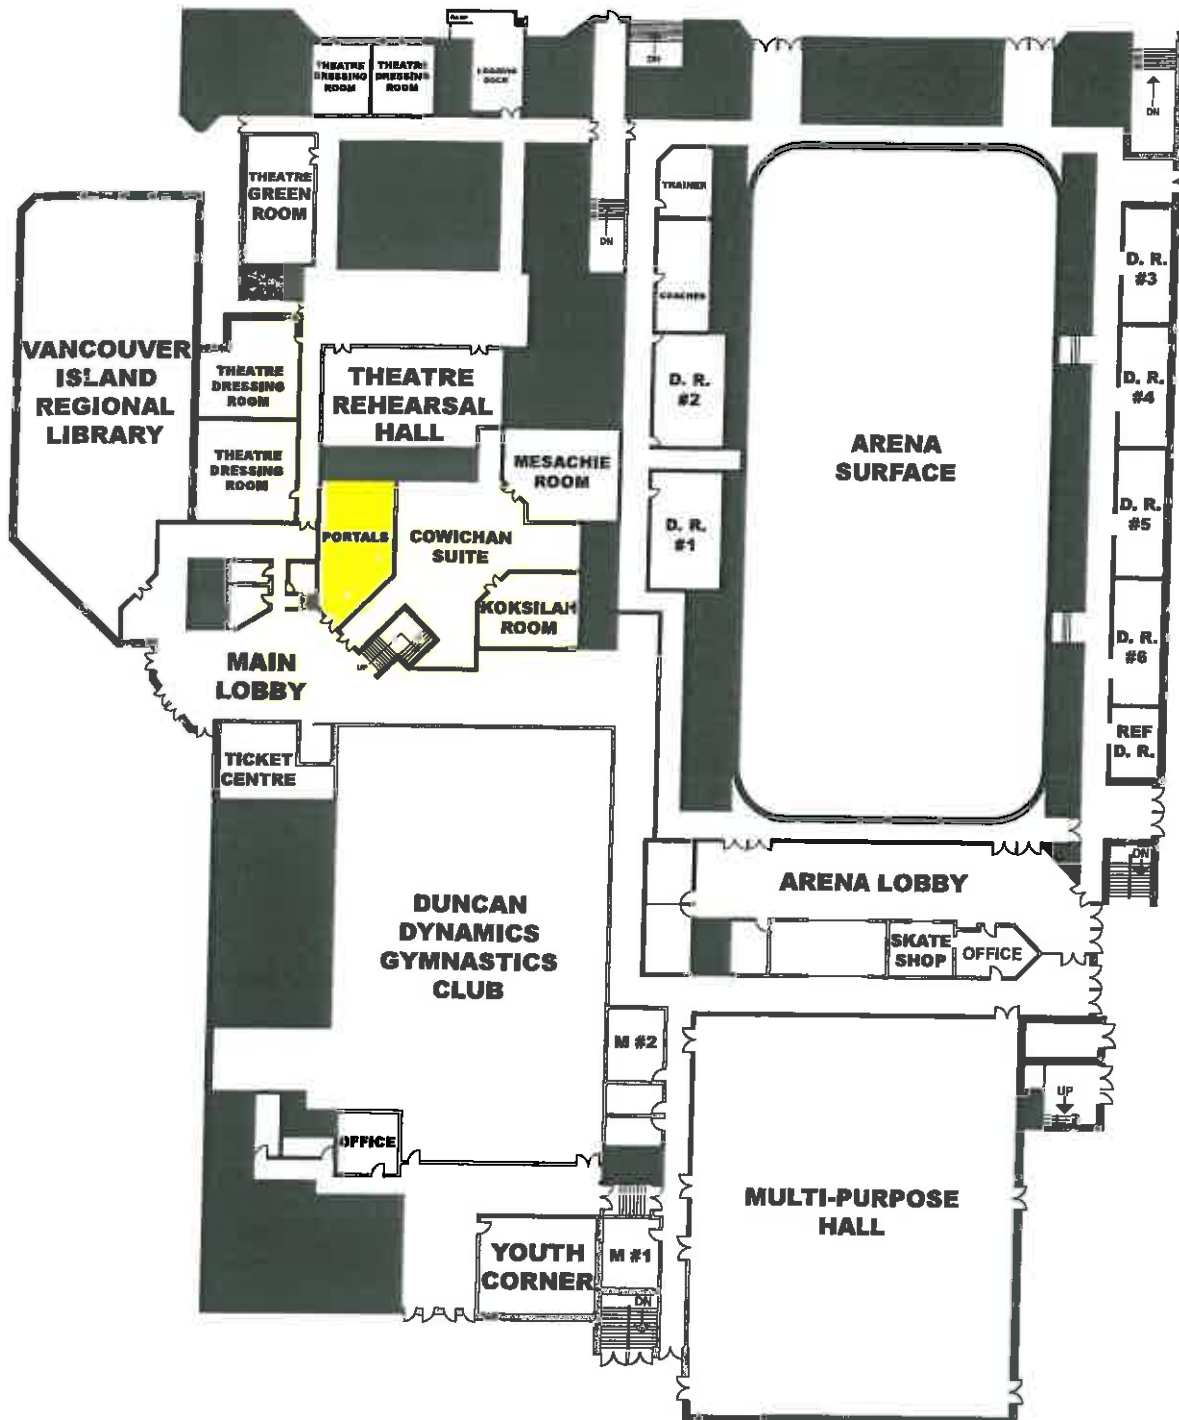 RAMP
LOADING
DOCK
DN
THEATRE
DRESSING
ROOM
THEATRE
DRESSING
ROOM
DN
THEATRE
GREEN
ROOM
TRAINER
DN
COACHES
D. R.
#3
VANCOUVER
ISLAND
REGIONAL
LIBRARY
THEATRE
DRESSING
ROOM
THEATRE
REHEARSAL
HALL
D. R.
#2
D. R.
#4
ARENA
SURFACE
THEATRE
DRESSING
ROOM
MESACHIE
ROOM
PORTALS
COWICHAN
SUITE
D. R.
#1
D. R.
#5
KOKSILAH
ROOM
UP
D. R.
#6
MAIN
LOBBY
REF
D. R.
TICKET
CENTRE
DN
ARENA LOBBY
DUNCAN
DYNAMICS
GYMNASTICS
CLUB
SKATE
SHOP
OFFICE
M #2
UP
OFFICE
MULTI-PURPOSE
HALL
YOUTH
CORNER
M #1
DN